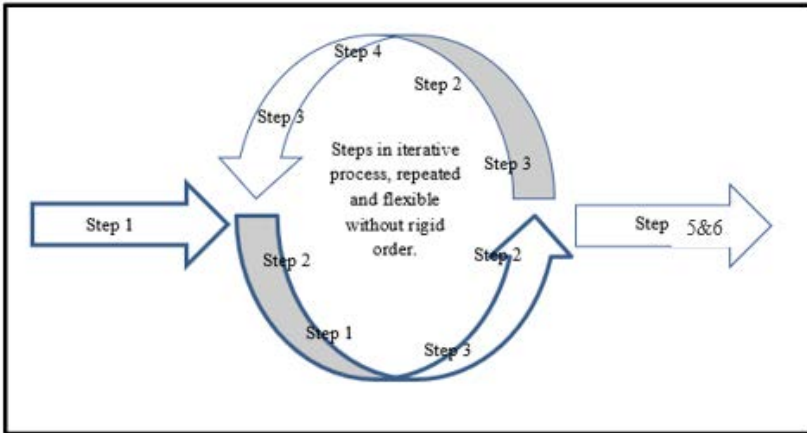 Step 4
Step 2
Step 3
Steps in iterative
process, repeated
and flexible
without rigid
order.
Step 3
Step 1
Step 5&6
Step 2
Step 2
Step 1
Step 3